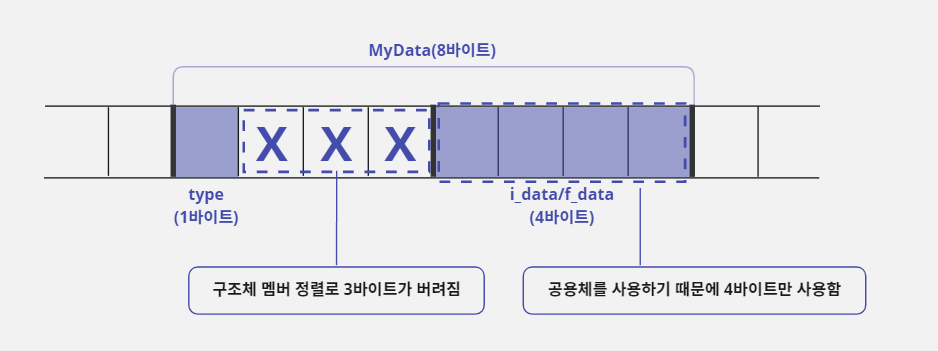 MyData(8바이트)
X X X
type
(1바이트)
i_data/f_data
(4바이트)
구조체 멤버 정렬로 3바이트가 버려짐
공용체를 사용하기 때문에 4바이트만 사용함